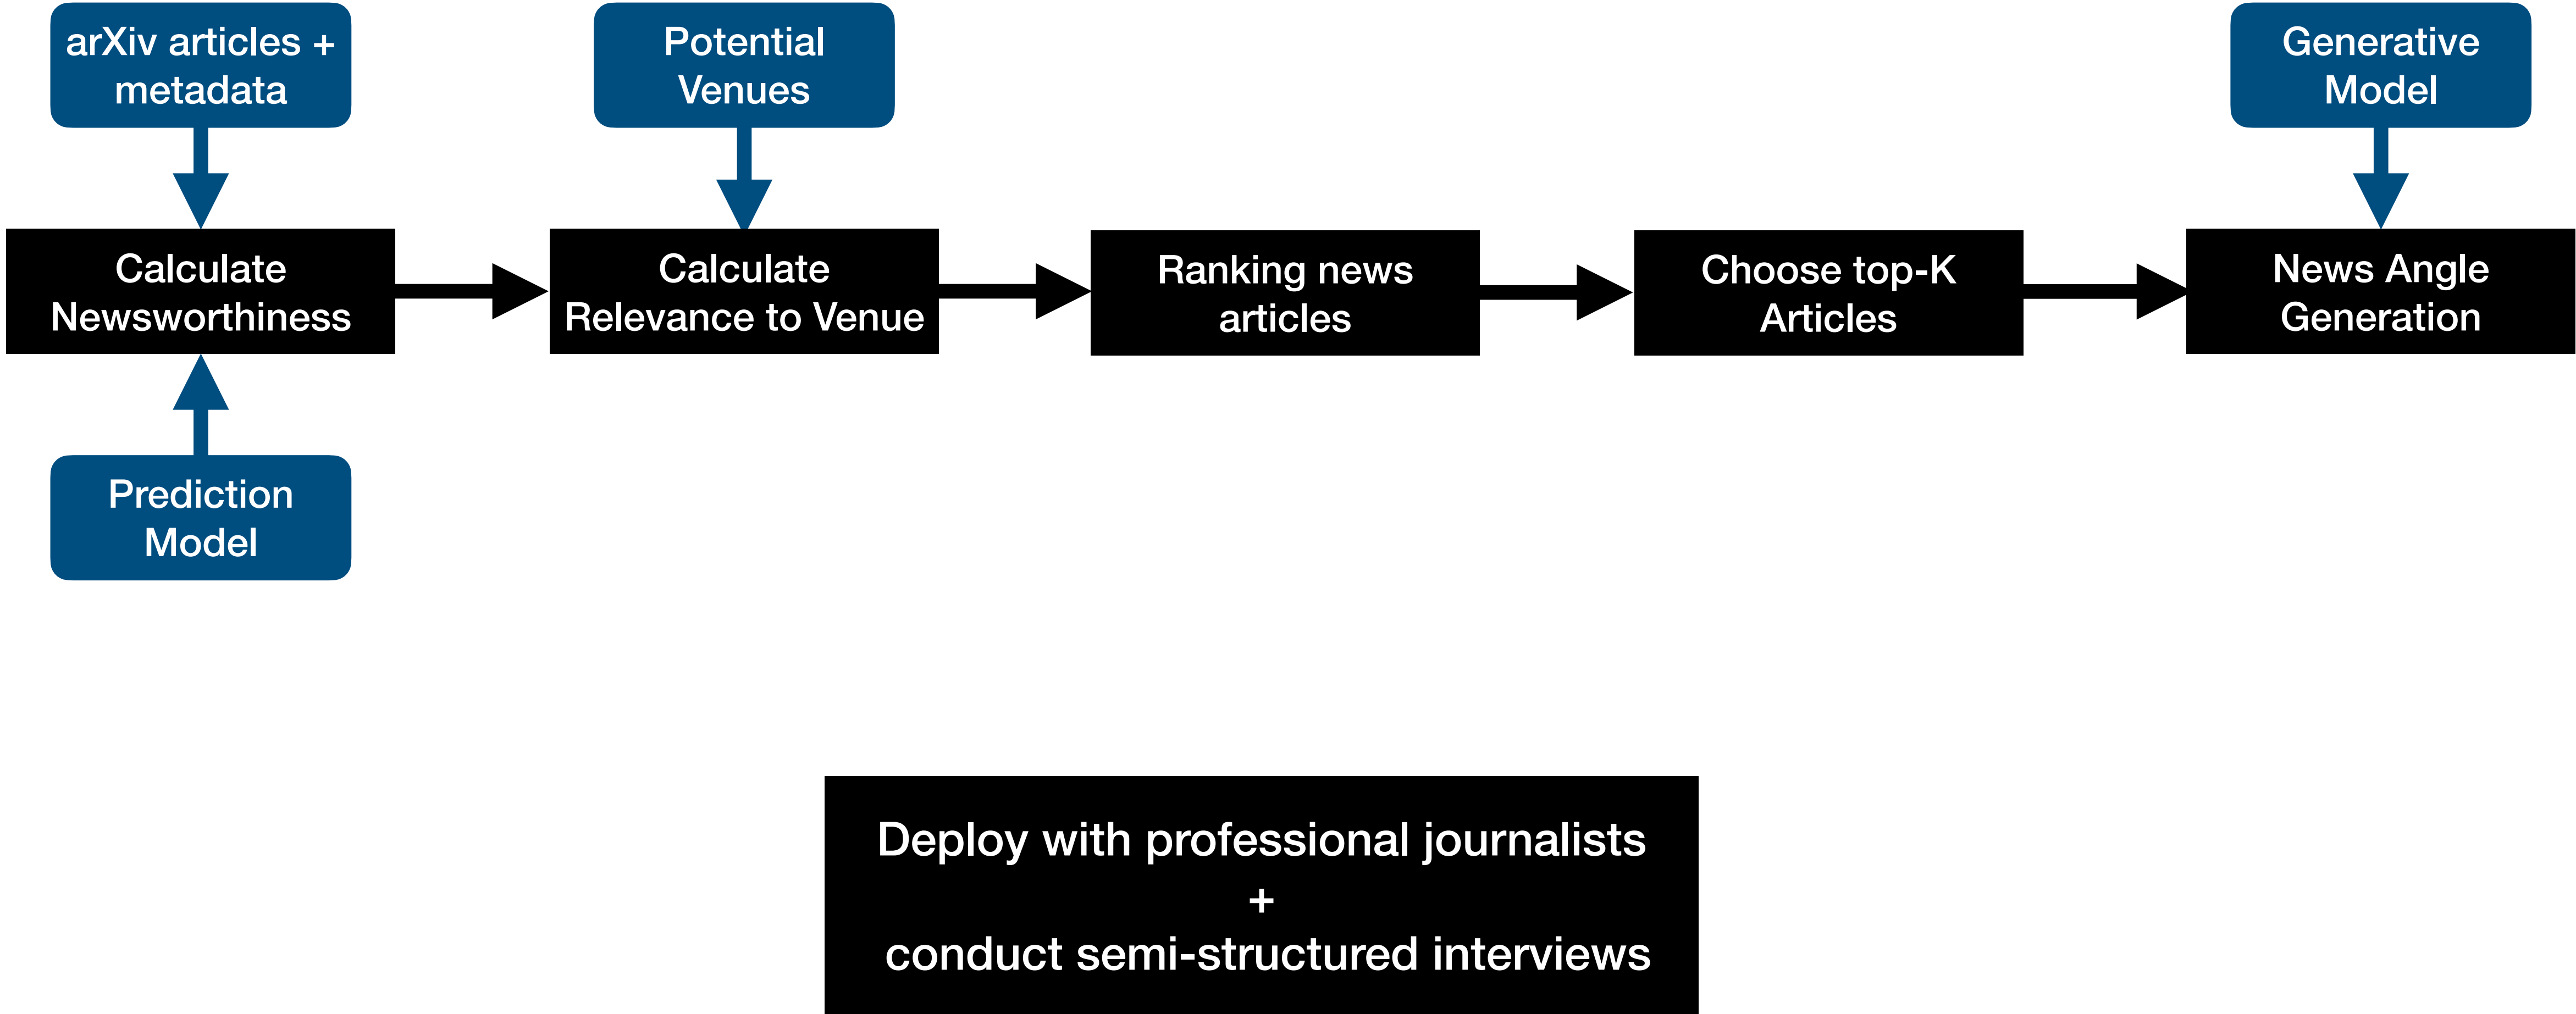 arXiv articles +
metadata
Potential
Venues
Generative
Model
Calculate
Newsworthiness
Calculate
Relevance to Venue
Ranking news
articles
Choose top-K
Articles
News Angle
Generation
Prediction
Model
Deploy with professional journalists
+
conduct semi-structured interviews